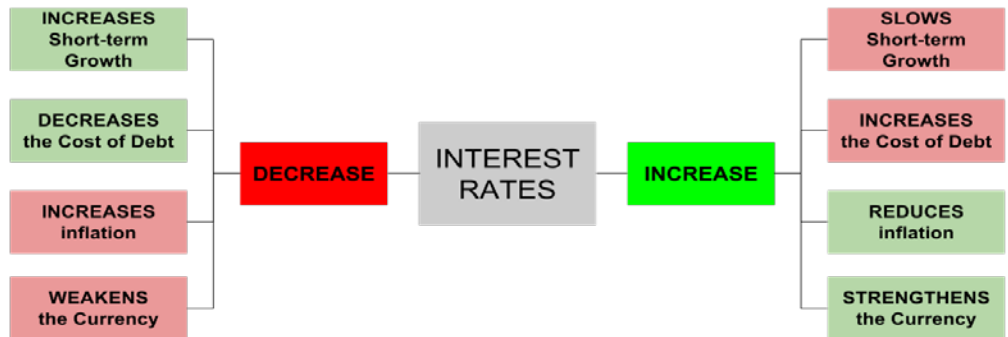 INCREASES
Short-term
Growth
DECREASES
the Cost of Debt
INCREASES
inflation
WEAKENS
the Currency
DECREASE
INTEREST
RATES
INCREASE
SLOWS
Short-term
Growth
INCREASES
the Cost of Debt
REDUCES
inflation
STRENGTHENS
the Currency